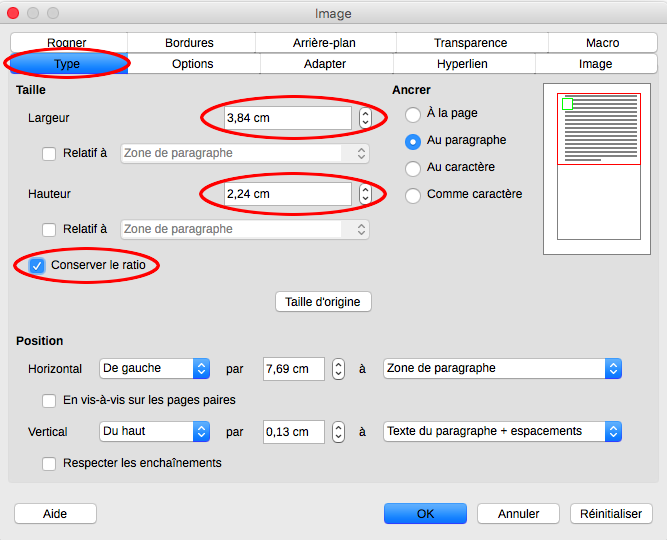 Image
Rogner Bordures Arrière-plan Transparence Macro
Type Options Adapter Hyperlien Image
Taille
Largeur 3,84 cm
Relatif à Zone de paragraphe
Hauteur 2,24 cm
Relatif à Zone de paragraphe
Conserver le ratio
Taille d'origine
Ancrer
À la page
Au paragraphe
Au caractère
Comme caractère
Position
Horizontal De gauche par 7,69 cm à Zone de paragraphe
En vis-à-vis sur les pages paires
Vertical Du haut par 0,13 cm à Texte du paragraphe + espacements
Respecter les enchaînements
Aide OK Annuler Réinitialiser